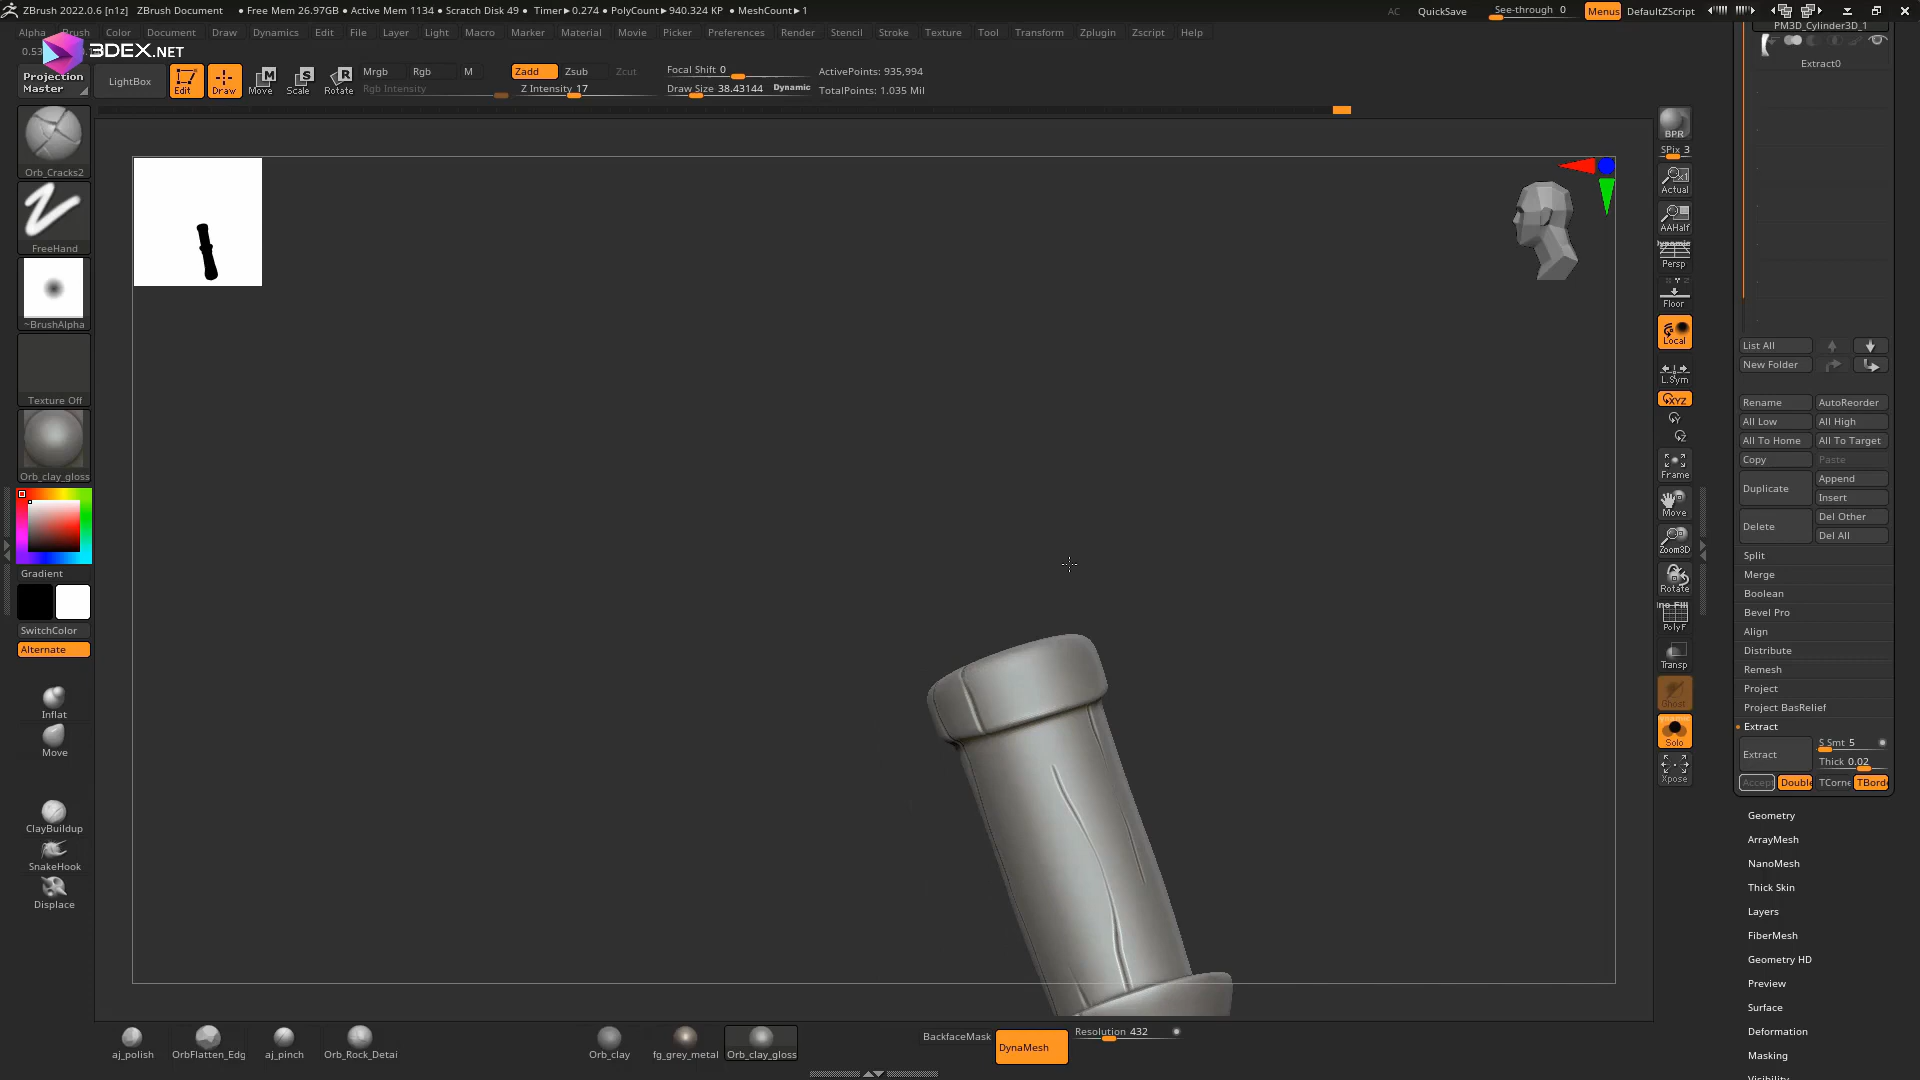 ZBrush 2022.0.6 [n1z] ZBrush Document • Free Mem 26.97GB • Active Mem 1134 • Scratch Disk 49 • Timer▶0.274 • PolyCount▶940.324 KP • MeshCount▶1 AC QuickSave See-through 0 Menus DefaultZScript
Alpha Brush Color Document Draw Dynamics Edit File Layer Light Macro Marker Material Movie Picker Preferences Render Stencil Stroke Texture Tool Transform Zplugin Zscript Help
3DEX.NET
Projection Master
LightBox
Edit
Draw
Move
Scale
Rotate
Mrgb Rgb M
Rgb Intensity
Zadd Zsub Zcut
Z Intensity 17
Focal Shift 0
Draw Size 38.43144 Dynamic
ActivePoints: 935,994
TotalPoints: 1.035 Mil
Orb_Cracks2
FreeHand
~BrushAlpha
Texture Off
Orb_clay_gloss
Gradient
SwitchColor
Alternate
Inflat
Move
ClayBuildup
SnakeHook
Displace
aj_polish
OrbFlatten_Edg
aj_pinch
Orb_Rock_Detai
Orb_clay
fg_grey_metal
Orb_clay_gloss
BackfaceMask
DynaMesh
Resolution 432
BPR
SPix 3
Actual
AAHalf
Dynamic
Persp
Floor
Local
L.Sym
XYZ
Frame
Move
Zoom3D
Rotate
PolyF
Transp
Ghost
Solo
Xpose
PM3D_Cylinder3D_1
Extract0
List All
New Folder
Rename AutoReorder
All Low All High
All To Home All To Target
Copy Paste
Duplicate Append
Insert
Delete Del Other
Del All
Split
Merge
Boolean
Bevel Pro
Align
Distribute
Remesh
Project
Project BasRelief
Extract
Extract S Smt 5
Thick 0.02
Accept Double TCorne TBorde
Geometry
ArrayMesh
NanoMesh
Thick Skin
Layers
FiberMesh
Geometry HD
Preview
Surface
Deformation
Masking